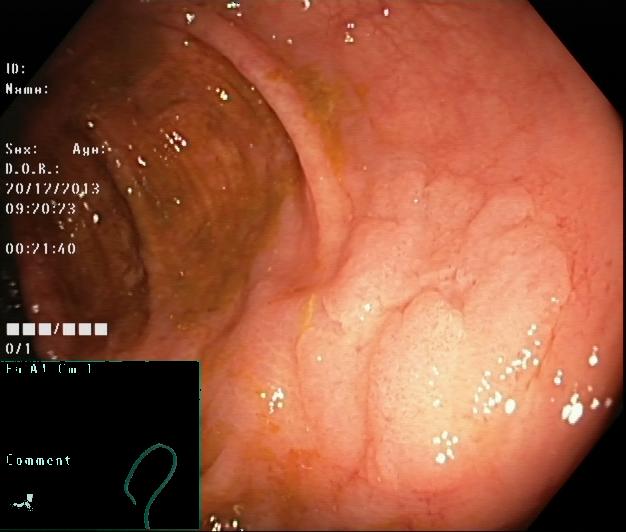 ID:
Name:
Sex: Age:
D.O.B.:
20/12/2013
09:20:23
00:21:40
■■■/■■■
0/1
Comment